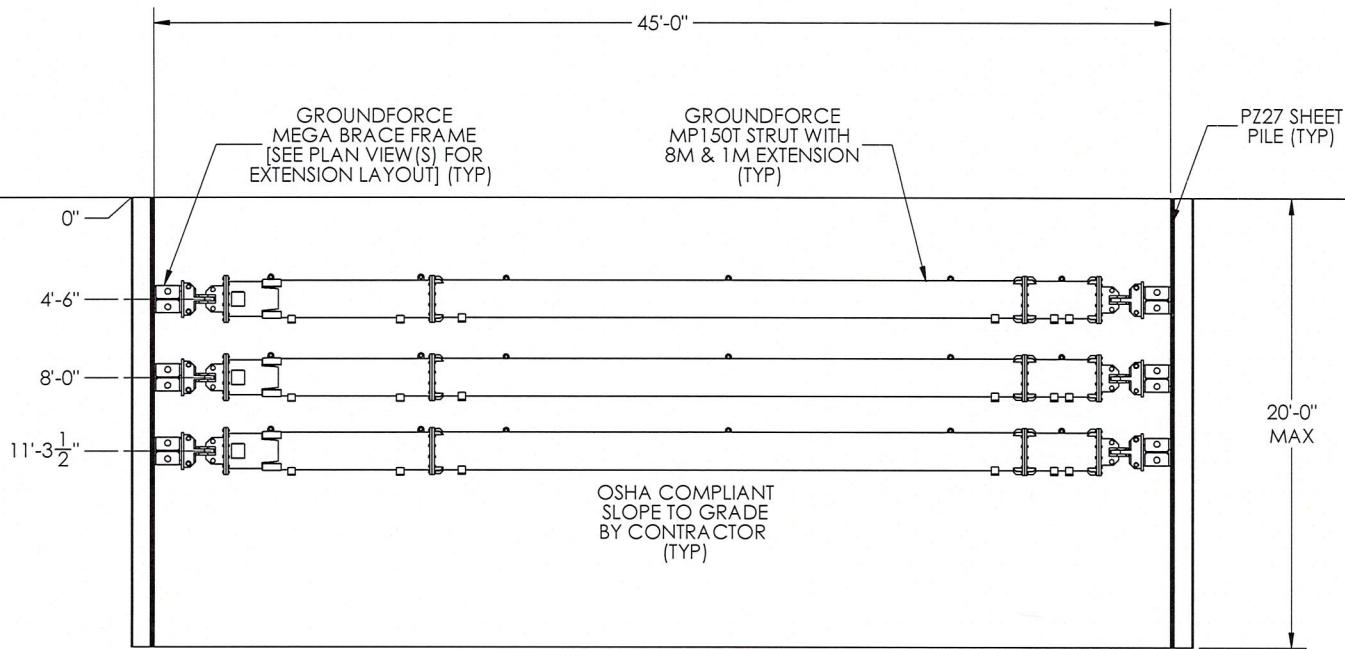 45'-0"
GROUNDFORCE
MEGA BRACE FRAME
[SEE PLAN VIEW(S) FOR
EXTENSION LAYOUT] (TYP)
GROUNDFORCE
MP150T STRUT WITH
8M & 1M EXTENSION
(TYP)
PZ27 SHEET
PILE (TYP)
0"
4'-6"
8'-0"
11'-3 1/2"
20'-0"
MAX
OSHA COMPLIANT
SLOPE TO GRADE
BY CONTRACTOR
(TYP)